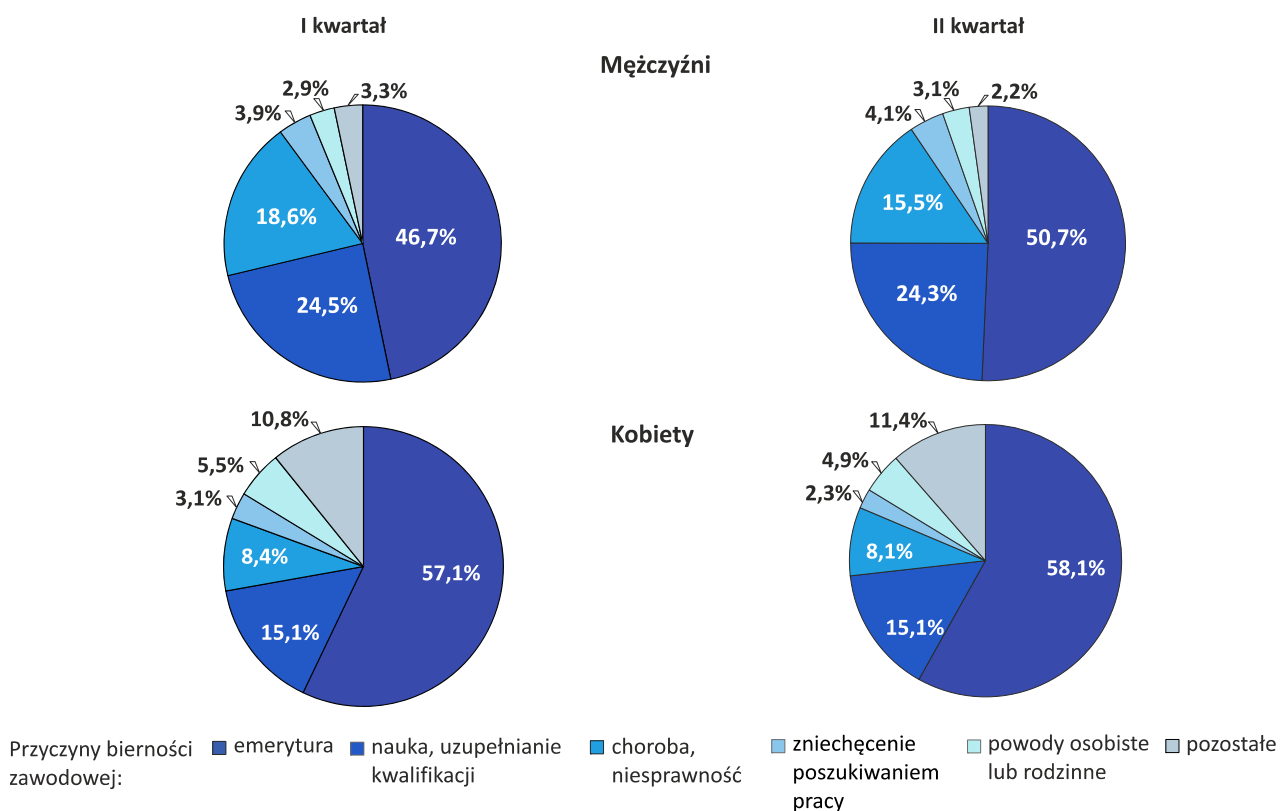 I kwartał
II kwartał
Mężczyźni
3,9%
2,9%
3,3%
18,6%
46,7%
24,5%
4,1%
3,1%
2,2%
15,5%
50,7%
24,3%
Kobiety
10,8%
5,5%
3,1%
8,4%
57,1%
15,1%
11,4%
4,9%
2,3%
8,1%
58,1%
15,1%
Przyczyny bierności
zawodowej:
emerytura
nauka, uzupełnianie
kwalifikacji
choroba,
niesprawność
zniechęcenie
poszukiwaniem
pracy
powody osobiste
lub rodzinne
pozostałe